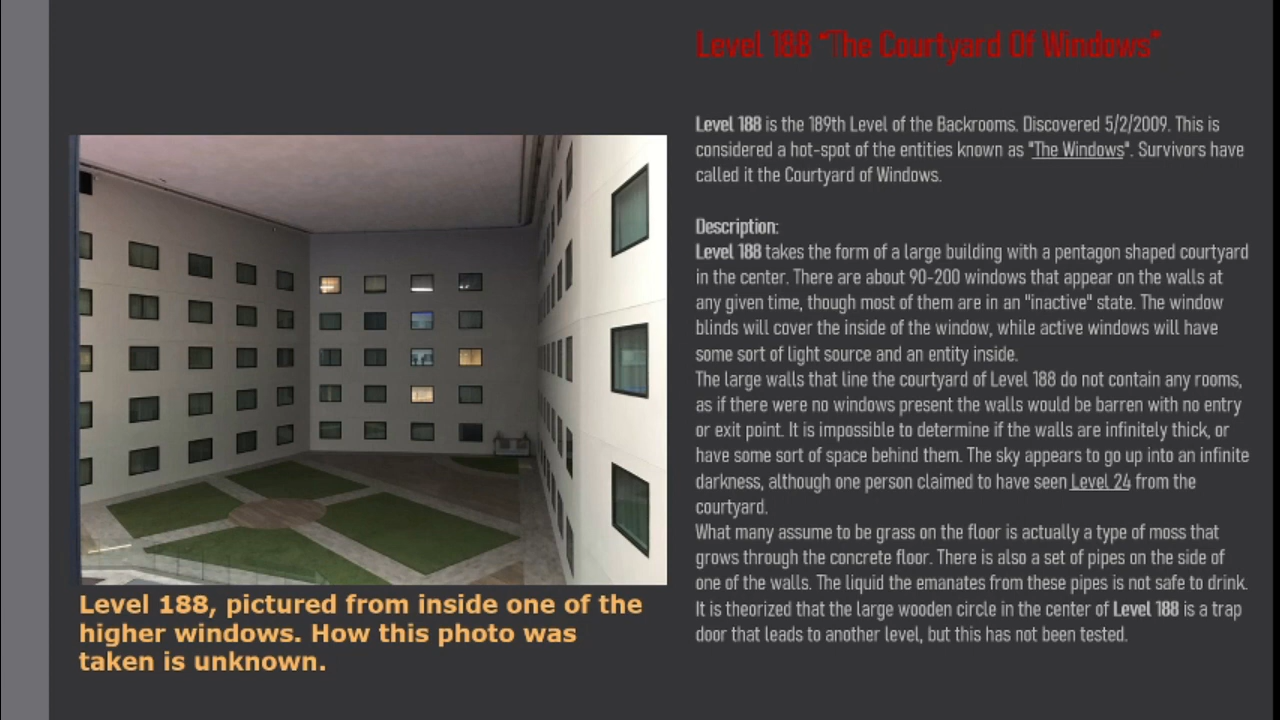 Level 188 "The Courtyard Of Windows"
Level 188 is the 189th Level of the Backrooms. Discovered 5/2/2009. This is
considered a hot-spot of the entities known as "The Windows". Survivors have
called it the Courtyard of Windows.
Description:
Level 188 takes the form of a large building with a pentagon shaped courtyard
in the center. There are about 90-200 windows that appear on the walls at
any given time, though most of them are in an "inactive" state. The window
blinds will cover the inside of the window, while active windows will have
some sort of light source and an entity inside.
The large walls that line the courtyard of Level 188 do not contain any rooms,
as if there were no windows present the walls would be barren with no entry
or exit point. It is impossible to determine if the walls are infinitely thick, or
have some sort of space behind them. The sky appears to go up into an infinite
darkness, although one person claimed to have seen Level 24 from the
courtyard.
What many assume to be grass on the floor is actually a type of moss that
grows through the concrete floor. There is also a set of pipes on the side of
one of the walls. The liquid the emanates from these pipes is not safe to drink.
It is theorized that the large wooden circle in the center of Level 188 is a trap
door that leads to another level, but this has not been tested.
Level 188, pictured from inside one of the
higher windows. How this photo was
taken is unknown.